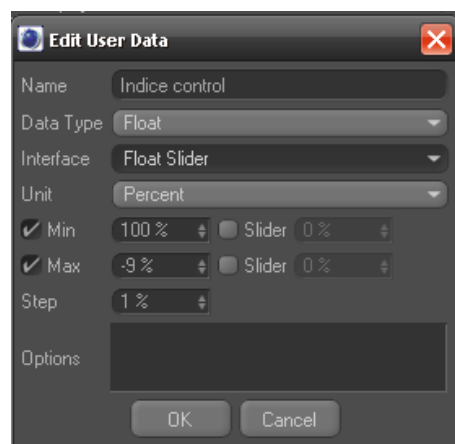 Edit User Data
Name Indice control
Data Type Float
Interface Float Slider
Unit Percent
Min 100 % Slider 0 %
Max -9 % Slider 0 %
Step 1 %
Options
OK Cancel